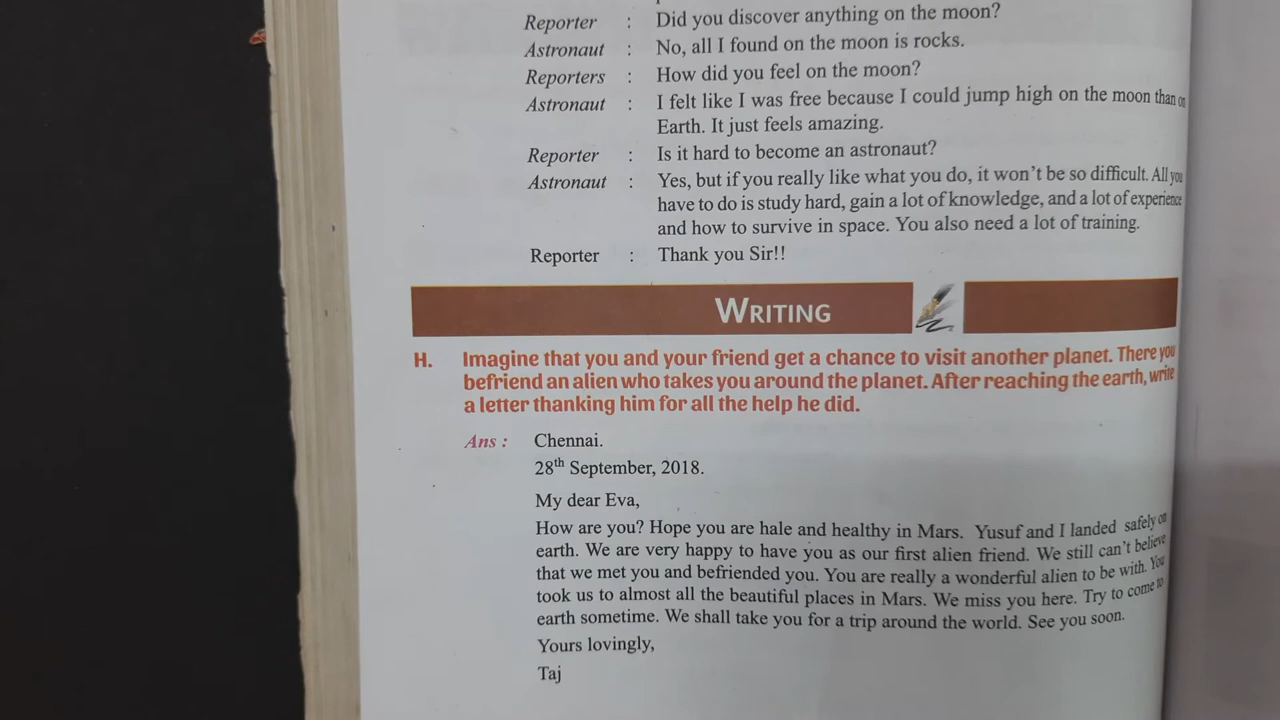 Reporter : Did you discover anything on the moon?
Astronaut : No, all I found on the moon is rocks.
Reporters : How did you feel on the moon?
Astronaut : I felt like I was free because I could jump high on the moon than on
Earth. It just feels amazing.
Reporter : Is it hard to become an astronaut?
Astronaut : Yes, but if you really like what you do, it won't be so difficult. All you
have to do is study hard, gain a lot of knowledge, and a lot of experience
and how to survive in space. You also need a lot of training.
Reporter : Thank you Sir!!
WRITING
H. Imagine that you and your friend get a chance to visit another planet. There you
befriend an alien who takes you around the planet. After reaching the earth, write
a letter thanking him for all the help he did.
Ans : Chennai.
28th September, 2018.
My dear Eva,
How are you? Hope you are hale and healthy in Mars. Yusuf and I landed safely on
earth. We are very happy to have you as our first alien friend. We still can't believe
that we met you and befriended you. You are really a wonderful alien to be with. You
took us to almost all the beautiful places in Mars. We miss you here. Try to come to
earth sometime. We shall take you for a trip around the world. See you soon.
Yours lovingly,
Taj